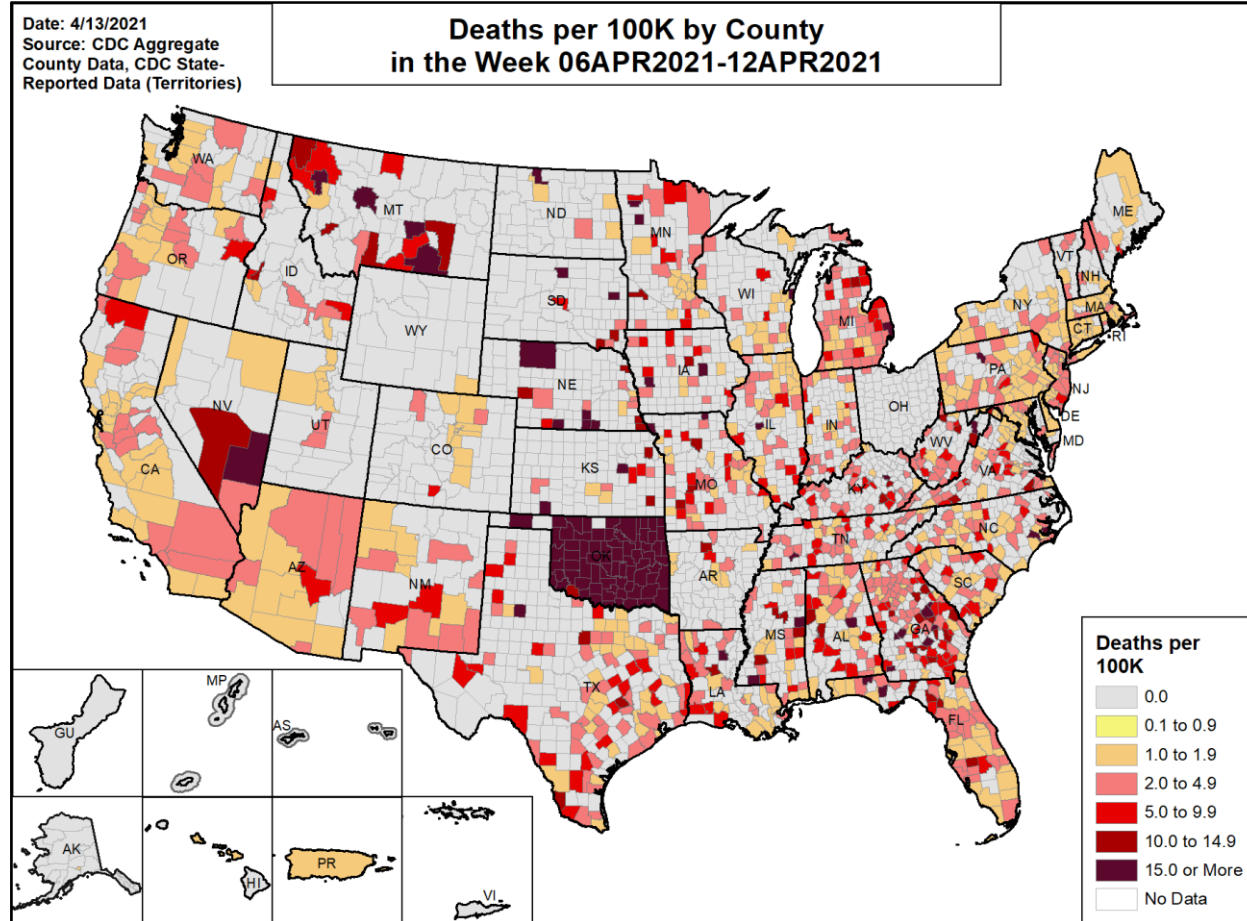 Date: 4/13/2021
Source: CDC Aggregate
County Data, CDC State-
Reported Data (Territories)
Deaths per 100K by County
in the Week 06APR2021-12APR2021
WA
MT
ND
MN
ME
OR
ID
SD
WI
MI
VT
NH
NY
MA
CT
RI
WY
NE
IA
PA
NJ
NV
UT
CO
IL
IN
OH
DE
MD
WV
VA
CA
KS
MO
KY
NC
TN
AZ
NM
OK
AR
SC
MS
AL
GA
TX
LA
FL
GU
MP
AS
AK
HI
PR
VI
Deaths per
100K
0.0
0.1 to 0.9
1.0 to 1.9
2.0 to 4.9
5.0 to 9.9
10.0 to 14.9
15.0 or More
No Data